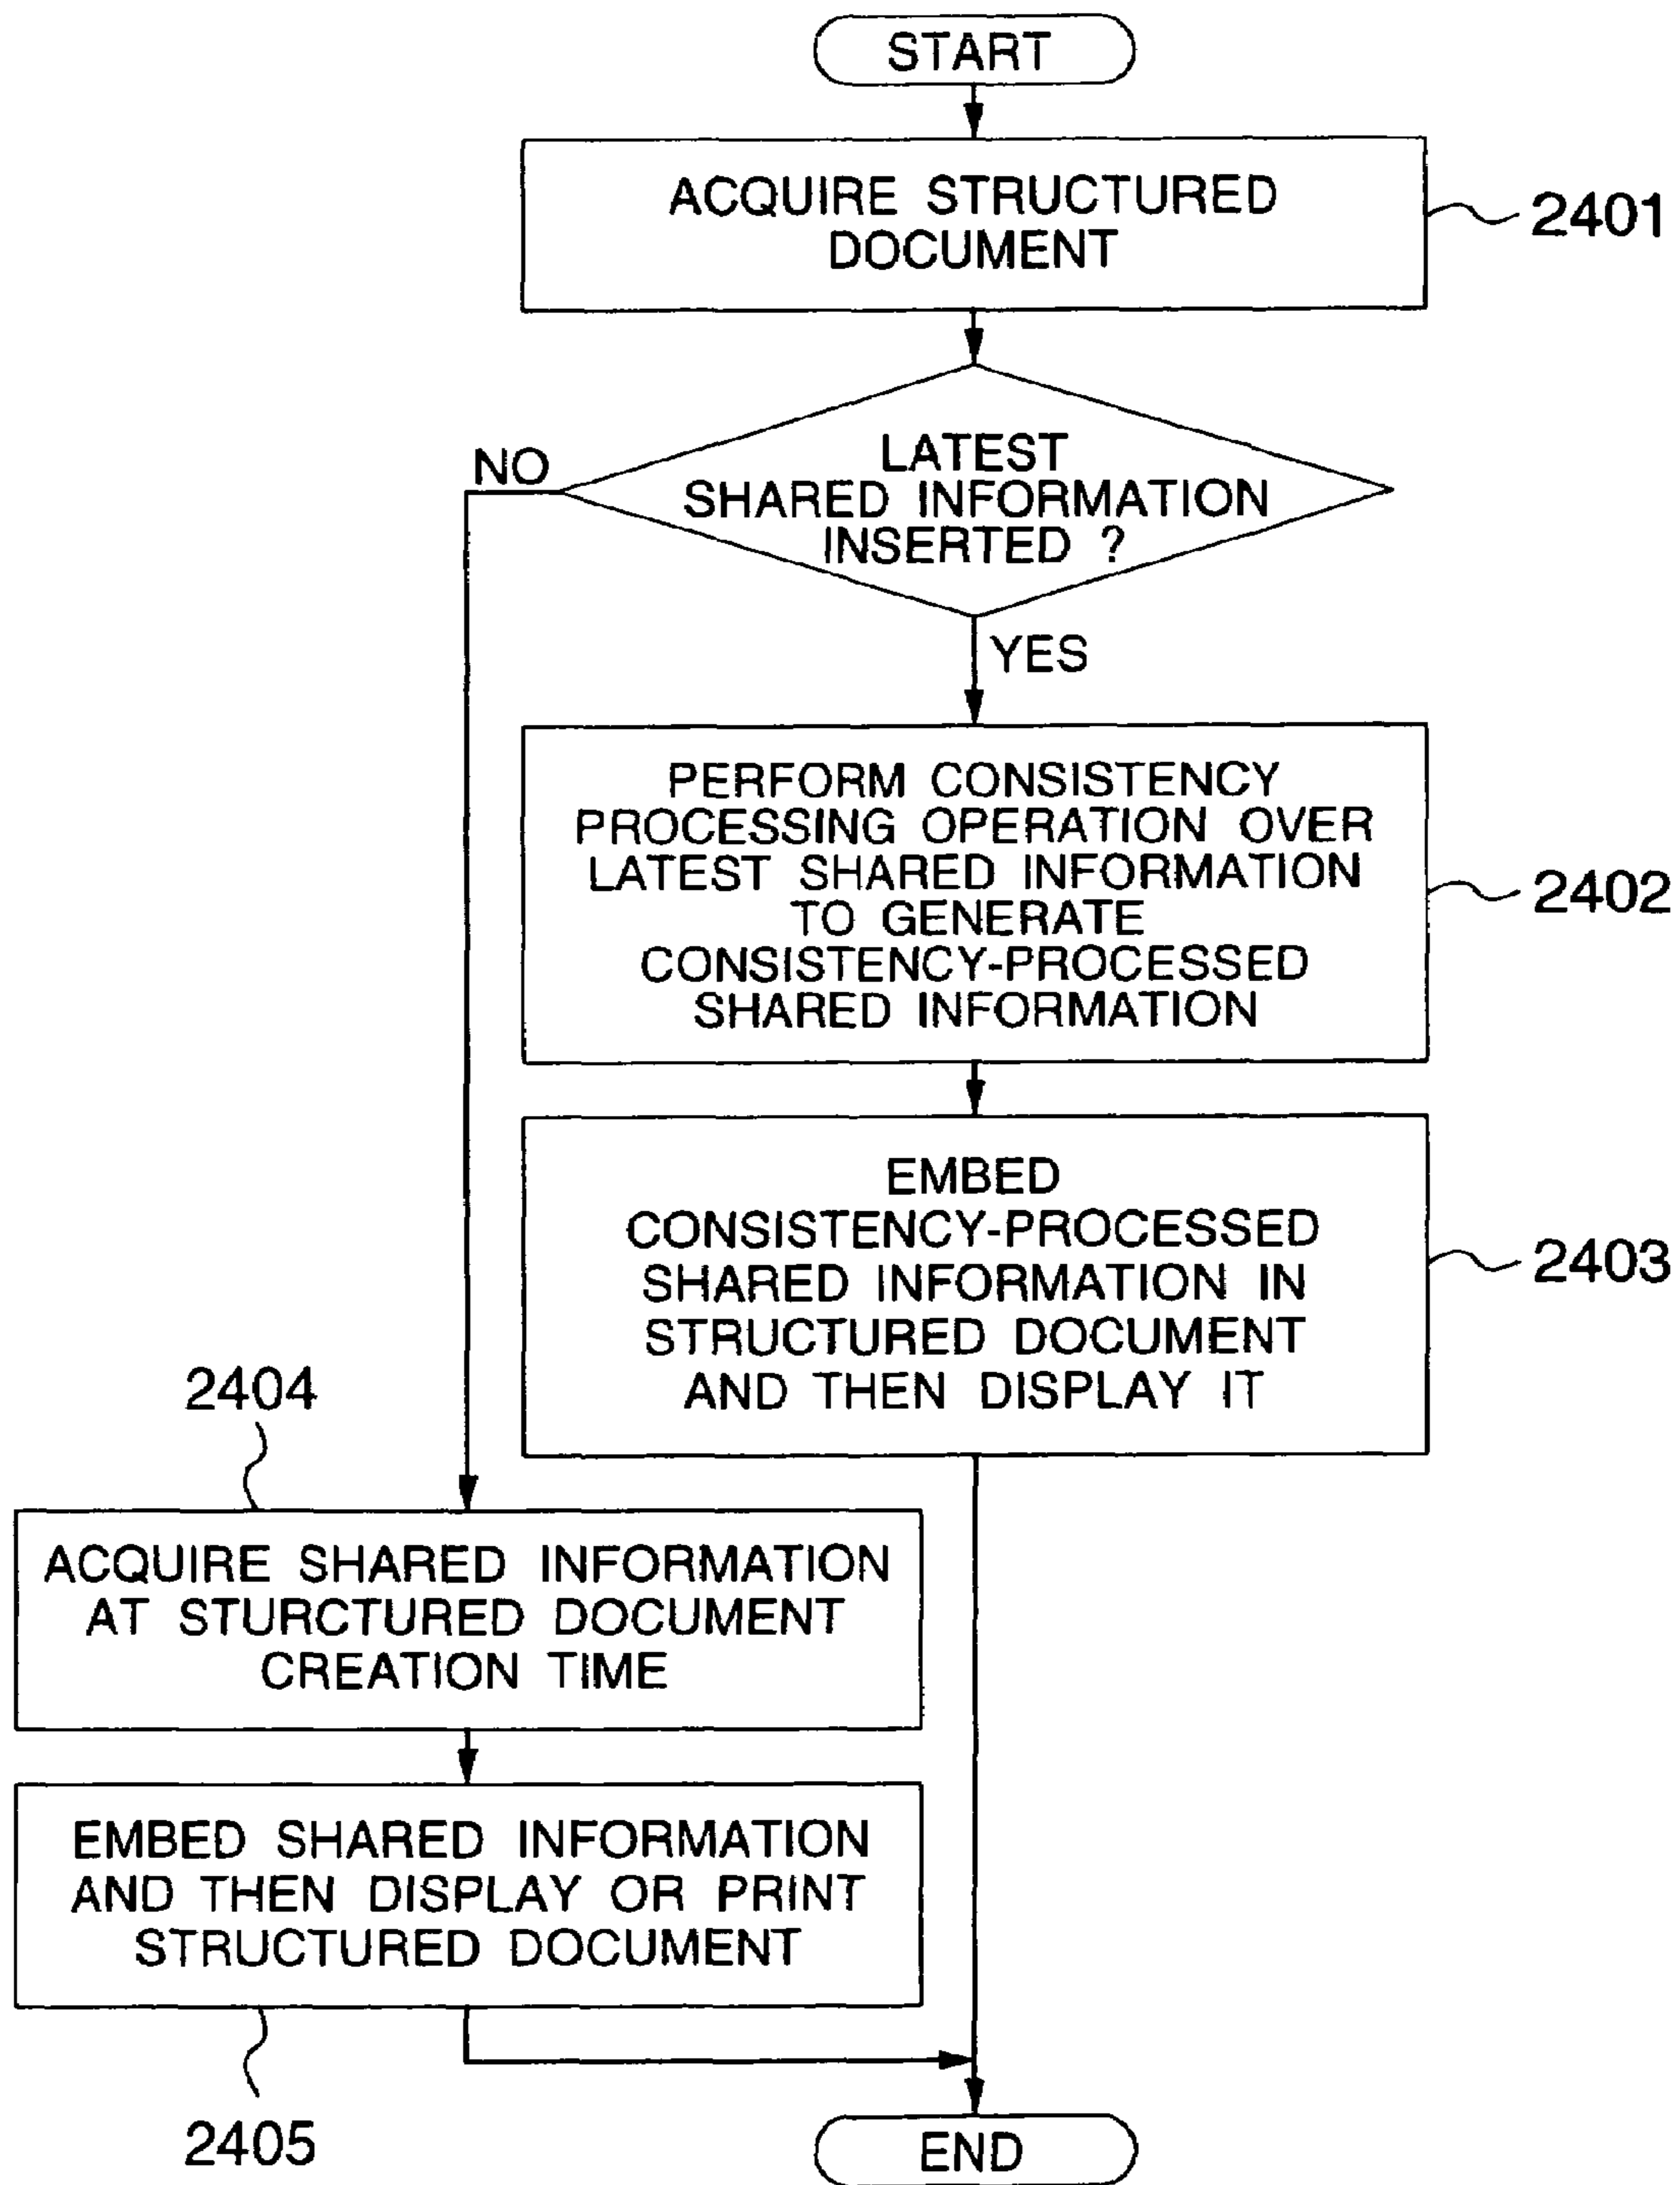 START
ACQUIRE STRUCTURED
DOCUMENT
2401
LATEST
SHARED INFORMATION
INSERTED ?
NO
YES
PERFORM CONSISTENCY
PROCESSING OPERATION OVER
LATEST SHARED INFORMATION
TO GENERATE
CONSISTENCY-PROCESSED
SHARED INFORMATION
2402
EMBED
CONSISTENCY-PROCESSED
SHARED INFORMATION IN
STRUCTURED DOCUMENT
AND THEN DISPLAY IT
2403
2404
ACQUIRE SHARED INFORMATION
AT STURCTURED DOCUMENT
CREATION TIME
EMBED SHARED INFORMATION
AND THEN DISPLAY OR PRINT
STRUCTURED DOCUMENT
2405
END